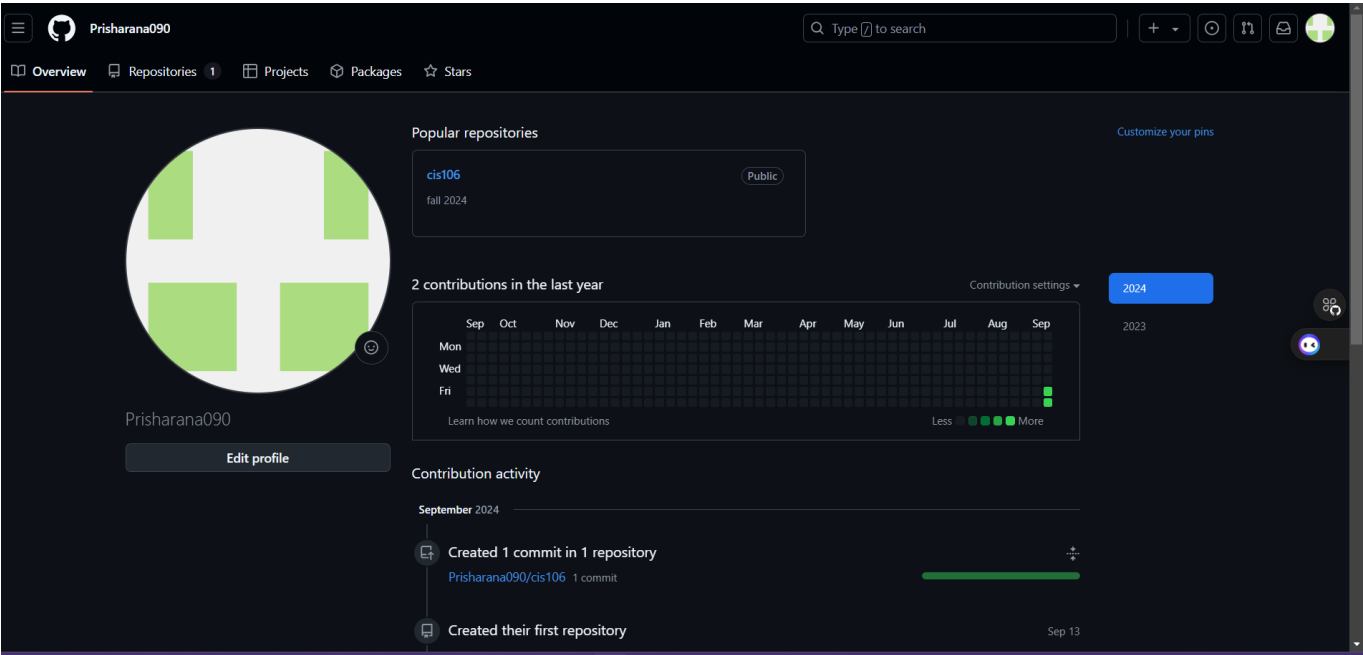 Prisharana090
Type / to search
Overview Repositories 1 Projects Packages Stars
Popular repositories
Customize your pins
cis106 Public
fall 2024
2 contributions in the last year
Contribution settings
2024
2023
Sep Oct Nov Dec Jan Feb Mar Apr May Jun Jul Aug Sep
Mon
Wed
Fri
Learn how we count contributions
Less More
Prisharana090
Edit profile
Contribution activity
September 2024
Created 1 commit in 1 repository
Prisharana090/cis106 1 commit
Created their first repository
Sep 13